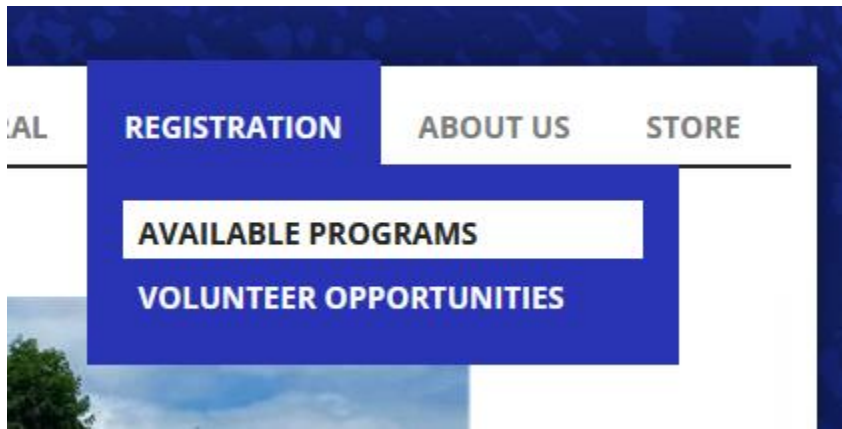 REGISTRATION ABOUT US STORE
AVAILABLE PROGRAMS
VOLUNTEER OPPORTUNITIES